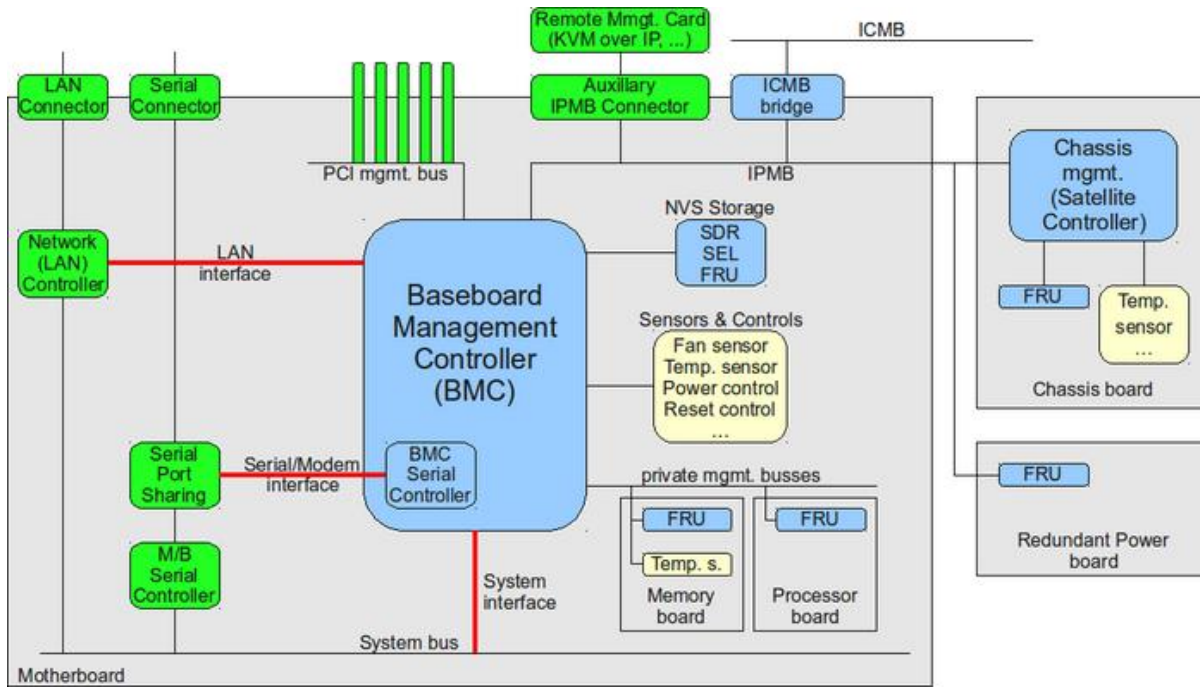 Remote Mmgt. Card
(KVM over IP, ...)
ICMB
LAN
Connector
Serial
Connector
Auxillary
IPMB Connector
ICMB
bridge
PCI mgmt. bus
IPMB
Chassis
mgmt.
(Satellite
Controller)
NVS Storage
SDR
SEL
FRU
Network
(LAN)
Controller
LAN
interface
Baseboard
Management
Controller
(BMC)
FRU
Temp.
sensor
...
Chassis board
Sensors & Controls
Fan sensor
Temp. sensor
Power control
Reset control
...
Serial
Port
Sharing
Serial/Modem
interface
BMC
Serial
Controller
private mgmt. busses
FRU
Temp. s.
Memory
board
FRU
Processor
board
FRU
Redundant Power
board
M/B
Serial
Controller
System
interface
System bus
Motherboard